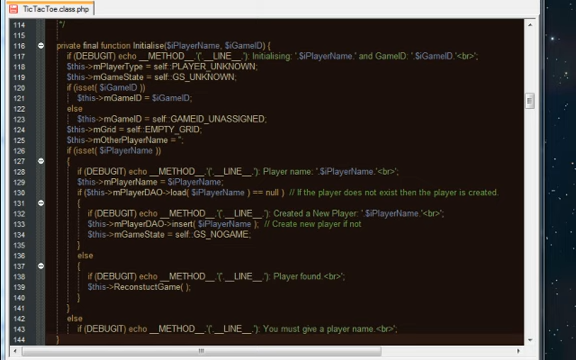 TicTacToe.class.php
114 */
115
116 private final function Initialise($iPlayerName, $iGameID) {
117 if (DEBUGIT) echo __METHOD__.'('.__LINE__.'): Initialising: '.$iPlayerName.' and GameID: '.$iGameID.'<br>';
118 $this->mPlayerType = self::PLAYER_UNKNOWN;
119 $this->mGameState = self::GS_UNKNOWN;
120 if (isset( $iGameID ))
121 $this->mGameID = $iGameID;
122 else
123 $this->mGameID = self::GAMEID_UNASSIGNED;
124 $this->mGrid = self::EMPTY_GRID;
125 $this->mOtherPlayerName = '';
126 if (isset( $iPlayerName ))
127 {
128 if (DEBUGIT) echo __METHOD__.'('.__LINE__.'): Player name: '.$iPlayerName.'<br>';
129 $this->mPlayerName = $iPlayerName;
130 if ($this->mPlayerDAO->load( $iPlayerName ) == null ) // If the player does not exist then the player is created.
131 {
132 if (DEBUGIT) echo __METHOD__.'('.__LINE__.'): Created a New Player: '.$iPlayerName.'<br>';
133 $this->mPlayerDAO->insert( $iPlayerName ); // Create new player if not
134 $this->mGameState = self::GS_NOGAME;
135 }
136 else
137 {
138 if (DEBUGIT) echo __METHOD__.'('.__LINE__.'): Player found.<br>';
139 $this->ReconstuctGame( );
140 }
141 }
142 else
143 if (DEBUGIT) echo __METHOD__.'('.__LINE__.'): You must give a player name.<br>';
144 }